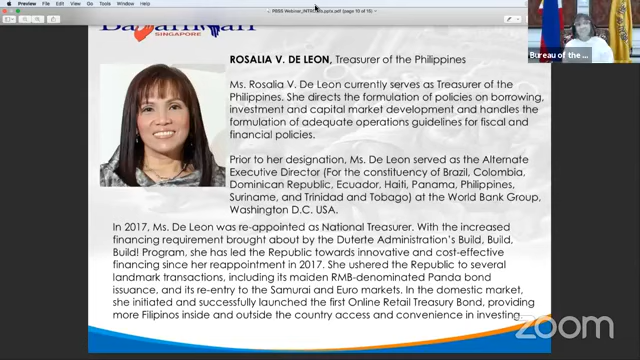 Preview File Edit View Go Tools Window Help
PRSS Webinar_INTROs.pptx.pdf (page 10 of 15)
Bayanihan
SINGAPORE
Bureau of the ...
ROSALIA V. DE LEON, Treasurer of the Philippines
Ms. Rosalia V. De Leon currently serves as Treasurer of the
Philippines. She directs the formulation of policies on borrowing,
investment and capital market development and handles the
formulation of adequate operations guidelines for fiscal and
financial policies.
Prior to her designation, Ms. De Leon served as the Alternate
Executive Director (For the constituency of Brazil, Colombia,
Dominican Republic, Ecuador, Haiti, Panama, Philippines,
Suriname, and Trinidad and Tobago) at the World Bank Group,
Washington D.C. USA.
In 2017, Ms. De Leon was re-appointed as National Treasurer. With the increased
financing requirement brought about by the Duterte Administration's Build, Build,
Build! Program, she has led the Republic towards innovative and cost-effective
financing since her reappointment in 2017. She ushered the Republic to several
landmark transactions, including its maiden RMB-denominated Panda bond
issuance, and its re-entry to the Samurai and Euro markets. In the domestic market,
she initiated and successfully launched the first Online Retail Treasury Bond, providing
more Filipinos inside and outside the country access and convenience in investing.
zoom